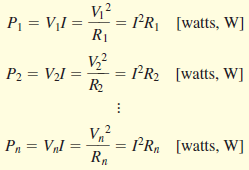 P₁ = V₁I = V₁²/R₁ = I²R₁ [watts, W]
P₂ = V₂I = V₂²/R₂ = I²R₂ [watts, W]
⋮
Pₙ = VₙI = Vₙ²/Rₙ = I²Rₙ [watts, W]